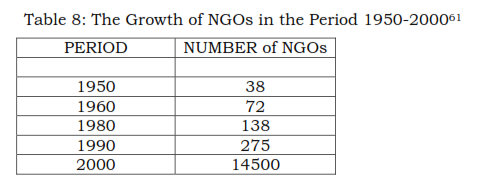 Table 8: The Growth of NGOs in the Period 1950-2000⁶¹
PERIOD NUMBER of NGOs
1950 38
1960 72
1980 138
1990 275
2000 14500